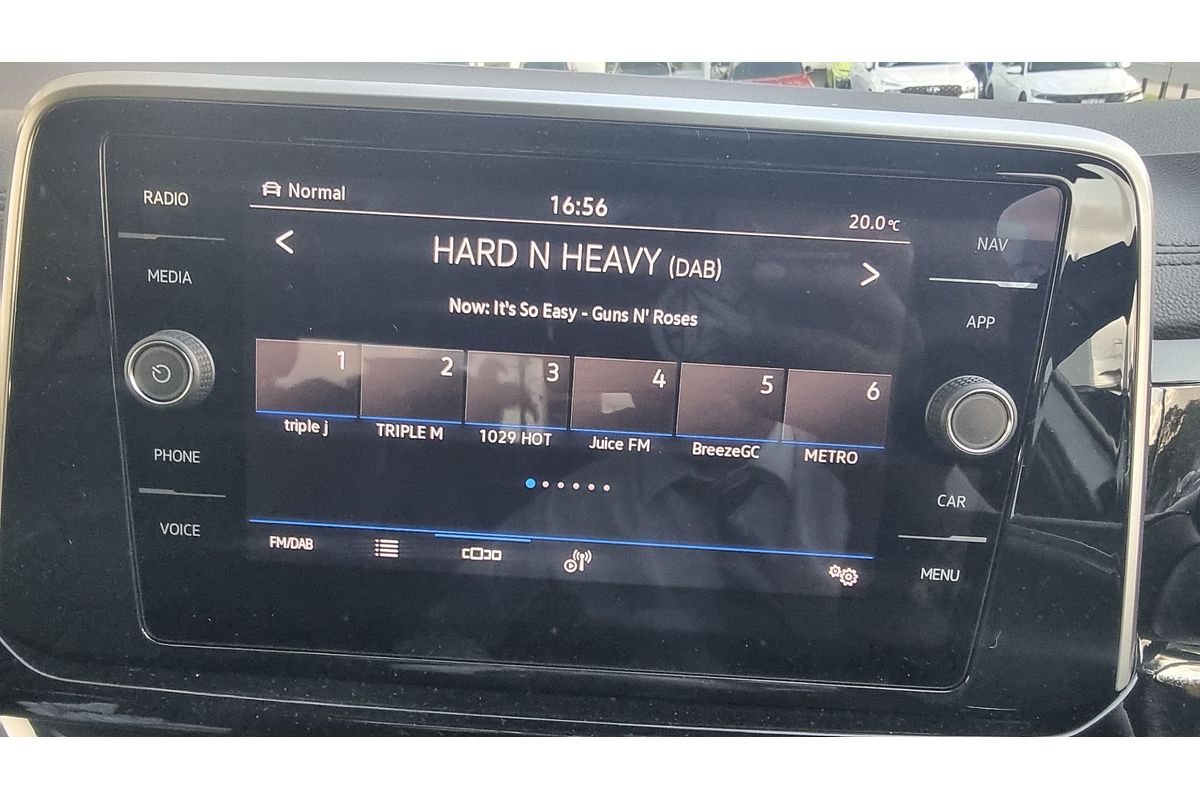 RADIO
MEDIA
PHONE
VOICE
Normal
16:56
20.0°C
HARD N HEAVY (DAB)
Now: It's So Easy - Guns N' Roses
1
2
3
4
5
6
triple j
TRIPLE M
1029 HOT
Juice FM
BreezeGC
METRO
FM/DAB
NAV
APP
CAR
MENU